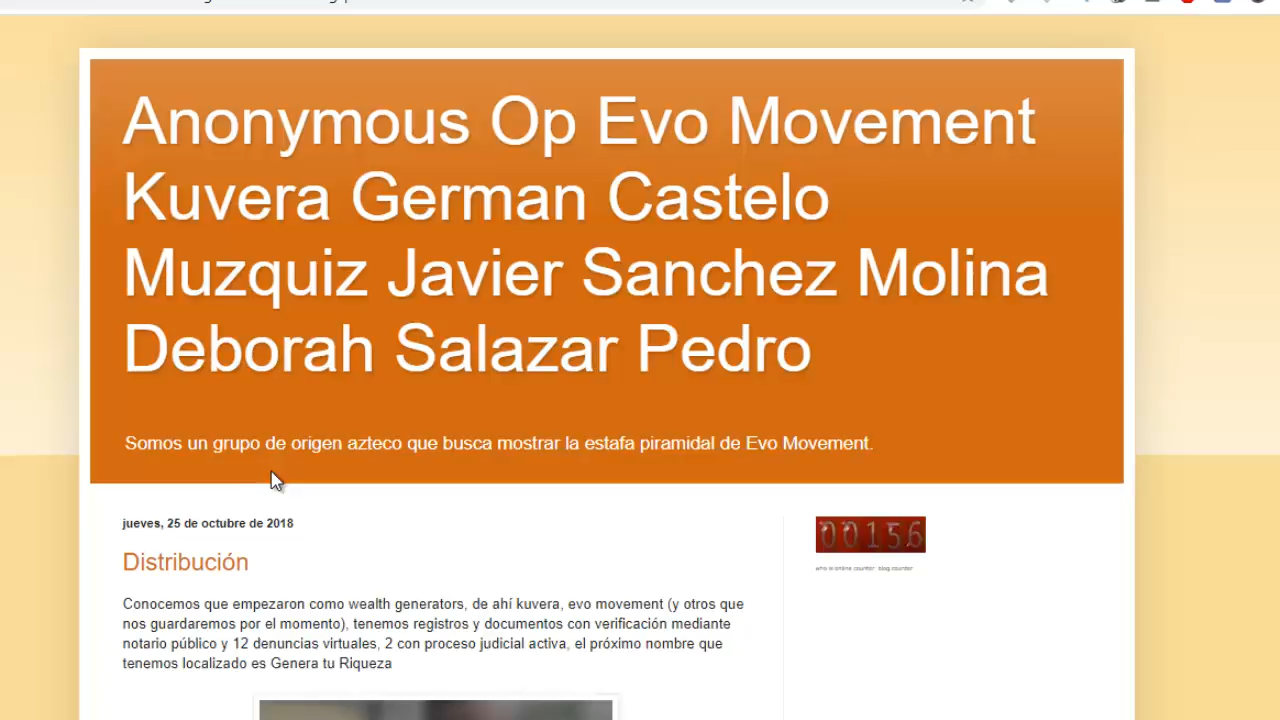 Anonymous Op Evo Movement
Kuvera German Castelo
Muzquiz Javier Sanchez Molina
Deborah Salazar Pedro
Somos un grupo de origen azteco que busca mostrar la estafa piramidal de Evo Movement.
jueves, 25 de octubre de 2018
00156
Distribución
who is online counter blog counter
Conocemos que empezaron como wealth generators, de ahí kuvera, evo movement (y otros que
nos guardaremos por el momento), tenemos registros y documentos con verificación mediante
notario público y 12 denuncias virtuales, 2 con proceso judicial activa, el próximo nombre que
tenemos localizado es Genera tu Riqueza